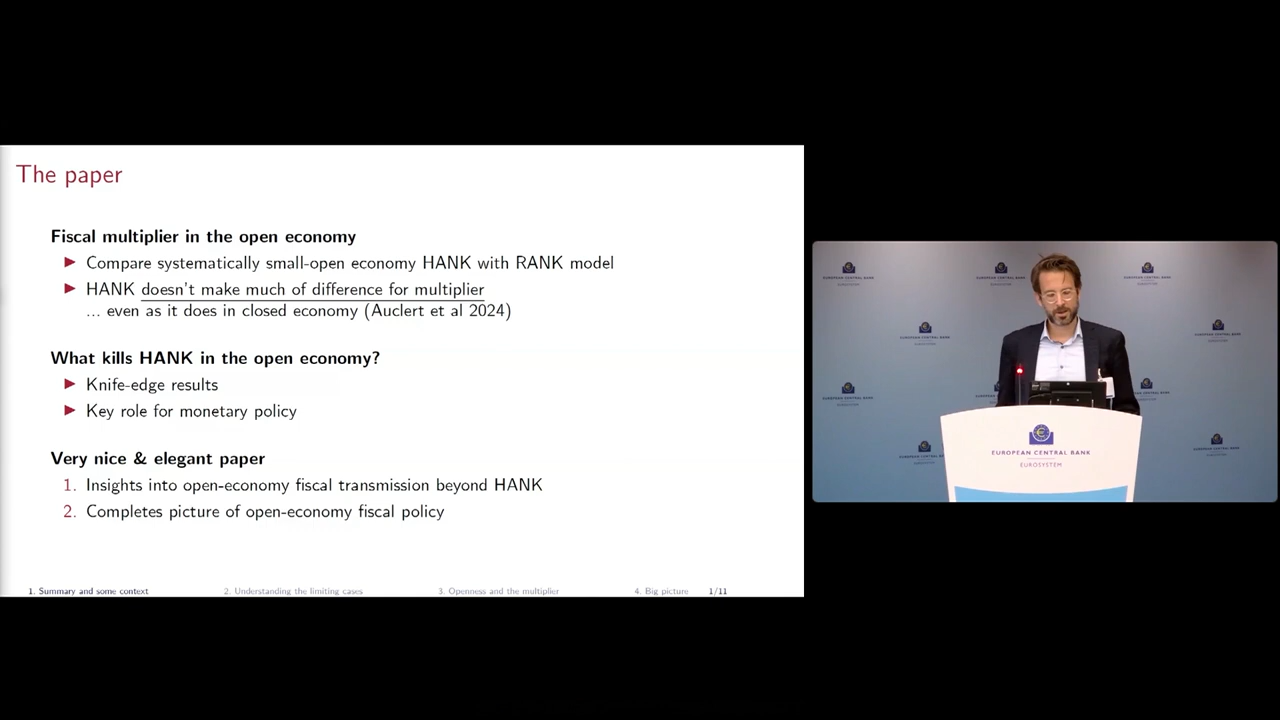 The paper
Fiscal multiplier in the open economy
Compare systematically small-open economy HANK with RANK model
HANK doesn't make much of difference for multiplier
... even as it does in closed economy (Auclert et al 2024)
What kills HANK in the open economy?
Knife-edge results
Key role for monetary policy
Very nice & elegant paper
1. Insights into open-economy fiscal transmission beyond HANK
2. Completes picture of open-economy fiscal policy
1. Summary and some context 2. Understanding the limiting cases 3. Openness and the multiplier 4. Big picture 1/11
EUROPEAN CENTRAL BANK
EUROSYSTEM